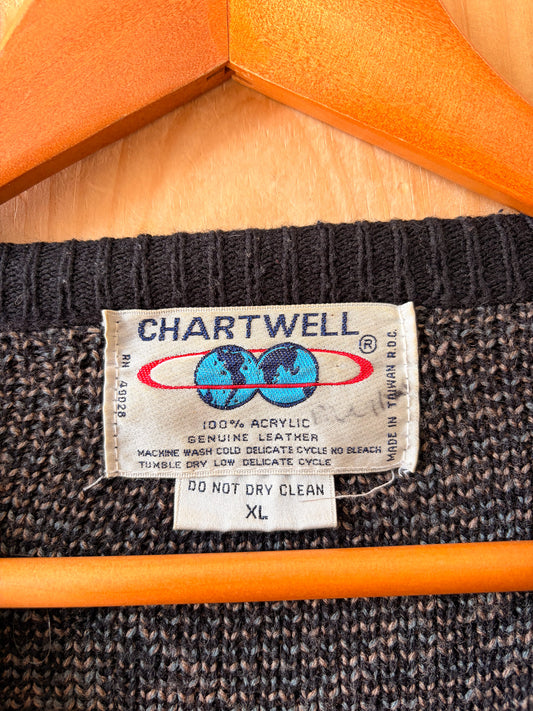 CHARTWELL
®
RN 49928
100% ACRYLIC
GENUINE LEATHER
MACHINE WASH COLD DELICATE CYCLE NO BLEACH
TUMBLE DRY LOW DELICATE CYCLE
MADE IN TAIWAN R.O.C.
DO NOT DRY CLEAN
XL